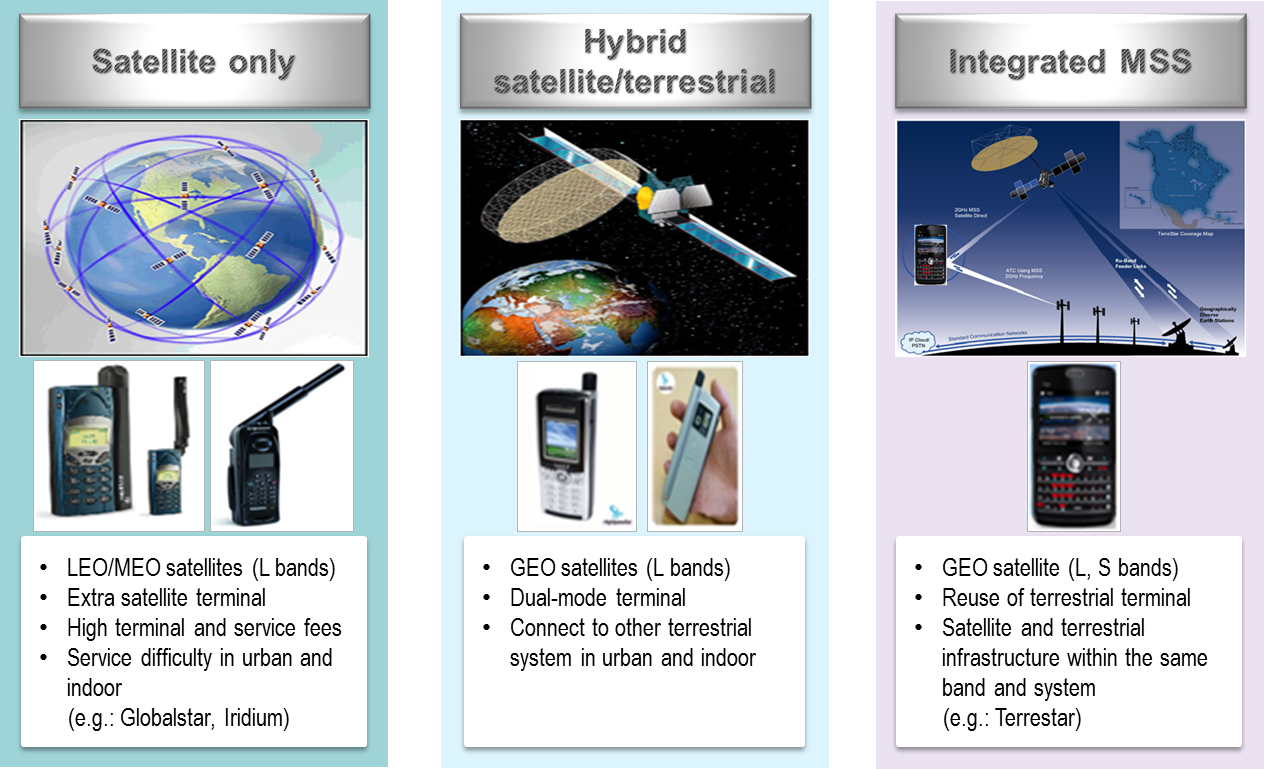 Satellite only
Hybrid
satellite/terrestrial
Integrated MSS
2GHz MSS
Satellite Direct
TerreStar Coverage Map
ATC Using MSS
2GHz Frequency
Ku-Band
Feeder Links
Geographically
Diverse
Earth Stations
IP Cloud/
PSTN
Standard Communication Networks
• LEO/MEO satellites (L bands)
• Extra satellite terminal
• High terminal and service fees
• Service difficulty in urban and
indoor
(e.g.: Globalstar, Iridium)
• GEO satellites (L bands)
• Dual-mode terminal
• Connect to other terrestrial
system in urban and indoor
• GEO satellite (L, S bands)
• Reuse of terrestrial terminal
• Satellite and terrestrial
infrastructure within the same
band and system
(e.g.: Terrestar)